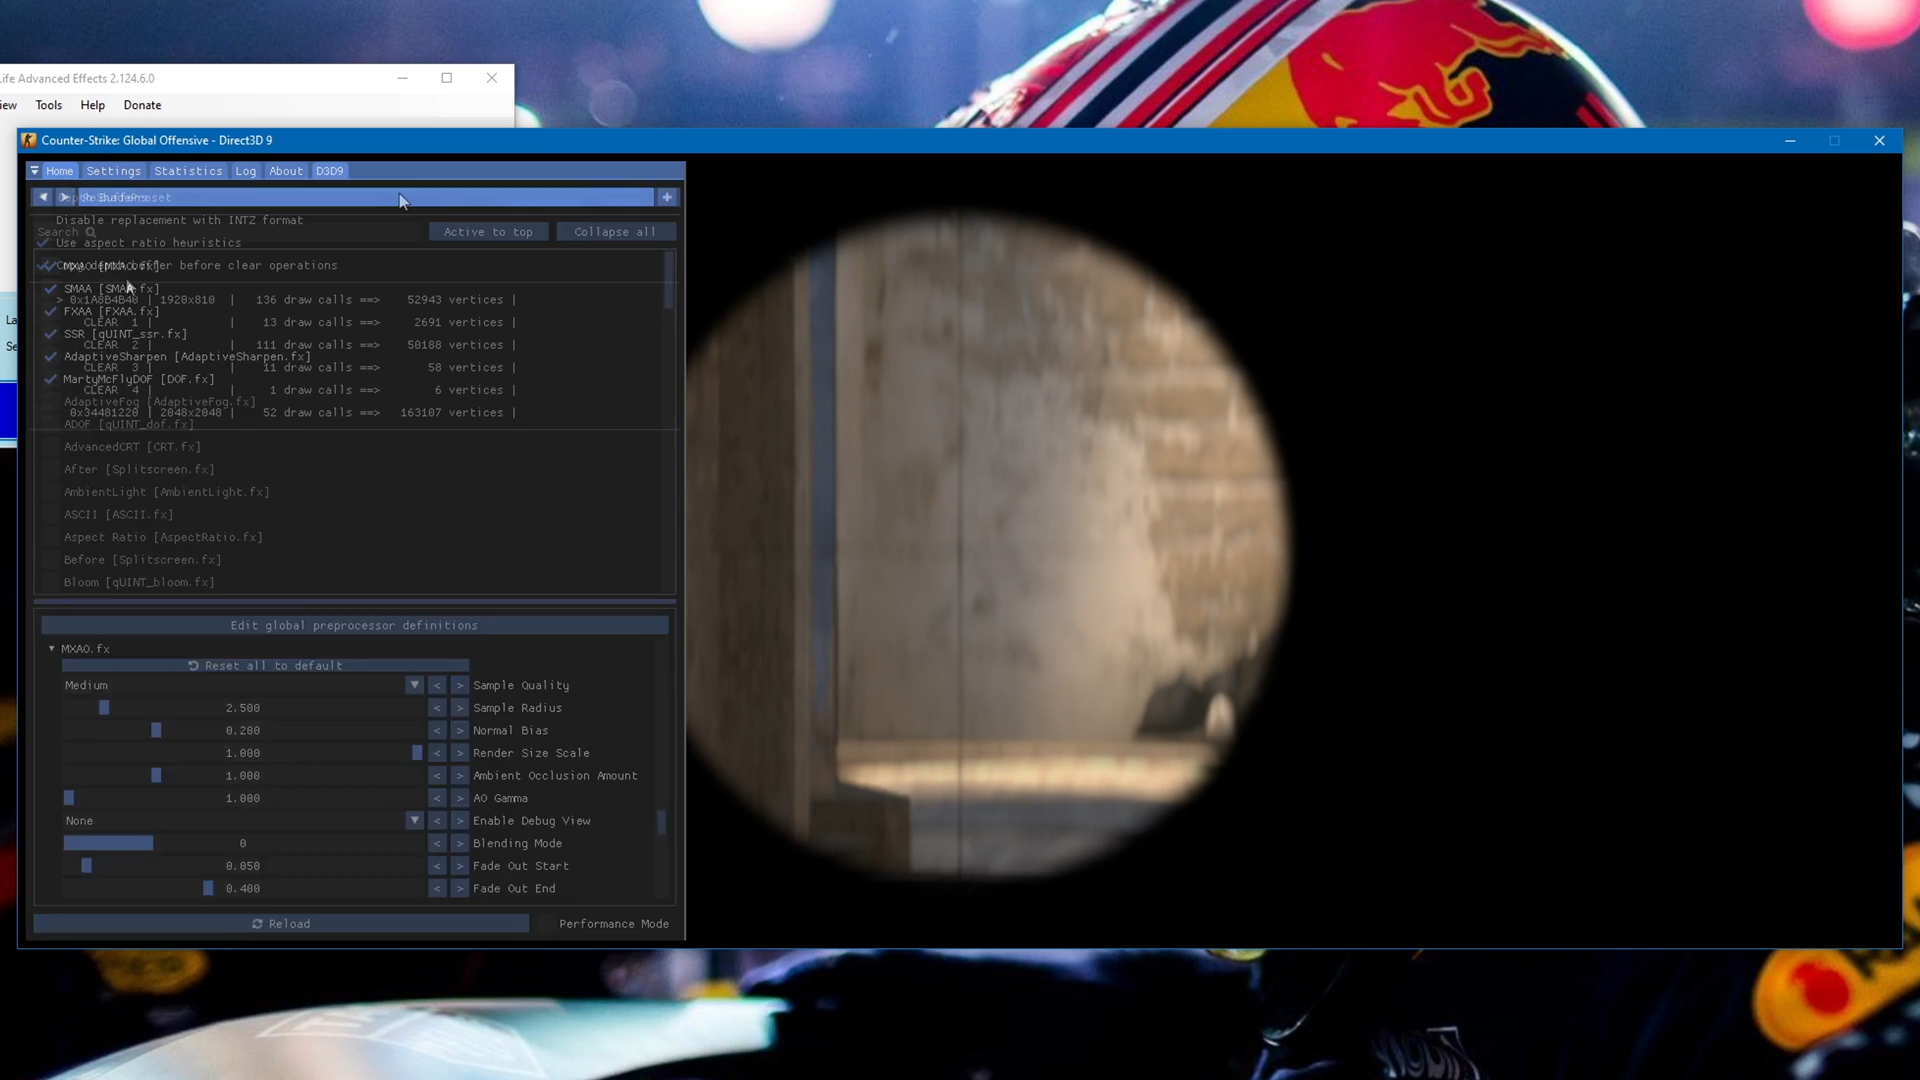 ife Advanced Effects 2.124.6.0
iew Tools Help Donate
Counter-Strike: Global Offensive - Direct3D 9
Home Settings Statistics Log About D3D9
Disable replacement with INTZ format
Search Active to top Collapse all
Use aspect ratio heuristics
MXAO [MXAO.fx]
Copy depth buffer before clear operations
SMAA [SMAA.fx]
> 0x1A8B4B40 | 1920x810 | 136 draw calls ==> 52943 vertices |
FXAA [FXAA.fx]
CLEAR 1 | | 13 draw calls ==> 2691 vertices |
SSR [qUINT_ssr.fx]
CLEAR 2 | | 111 draw calls ==> 50188 vertices |
AdaptiveSharpen [AdaptiveSharpen.fx]
CLEAR 3 | | 11 draw calls ==> 58 vertices |
MartyMcFlyDOF [DOF.fx]
CLEAR 4 | | 1 draw calls ==> 6 vertices |
AdaptiveFog [AdaptiveFog.fx]
0x34481220 | 2048x2048 | 52 draw calls ==> 163107 vertices |
ADOF [qUINT_dof.fx]
AdvancedCRT [CRT.fx]
After [Splitscreen.fx]
AmbientLight [AmbientLight.fx]
ASCII [ASCII.fx]
Aspect Ratio [AspectRatio.fx]
Before [Splitscreen.fx]
Bloom [qUINT_bloom.fx]
Edit global preprocessor definitions
MXAO.fx
Reset all to default
Medium < > Sample Quality
2.500 < > Sample Radius
0.200 < > Normal Bias
1.000 < > Render Size Scale
1.000 < > Ambient Occlusion Amount
1.000 < > AO Gamma
None < > Enable Debug View
0 < > Blending Mode
0.050 < > Fade Out Start
0.400 < > Fade Out End
Reload Performance Mode
La
Se